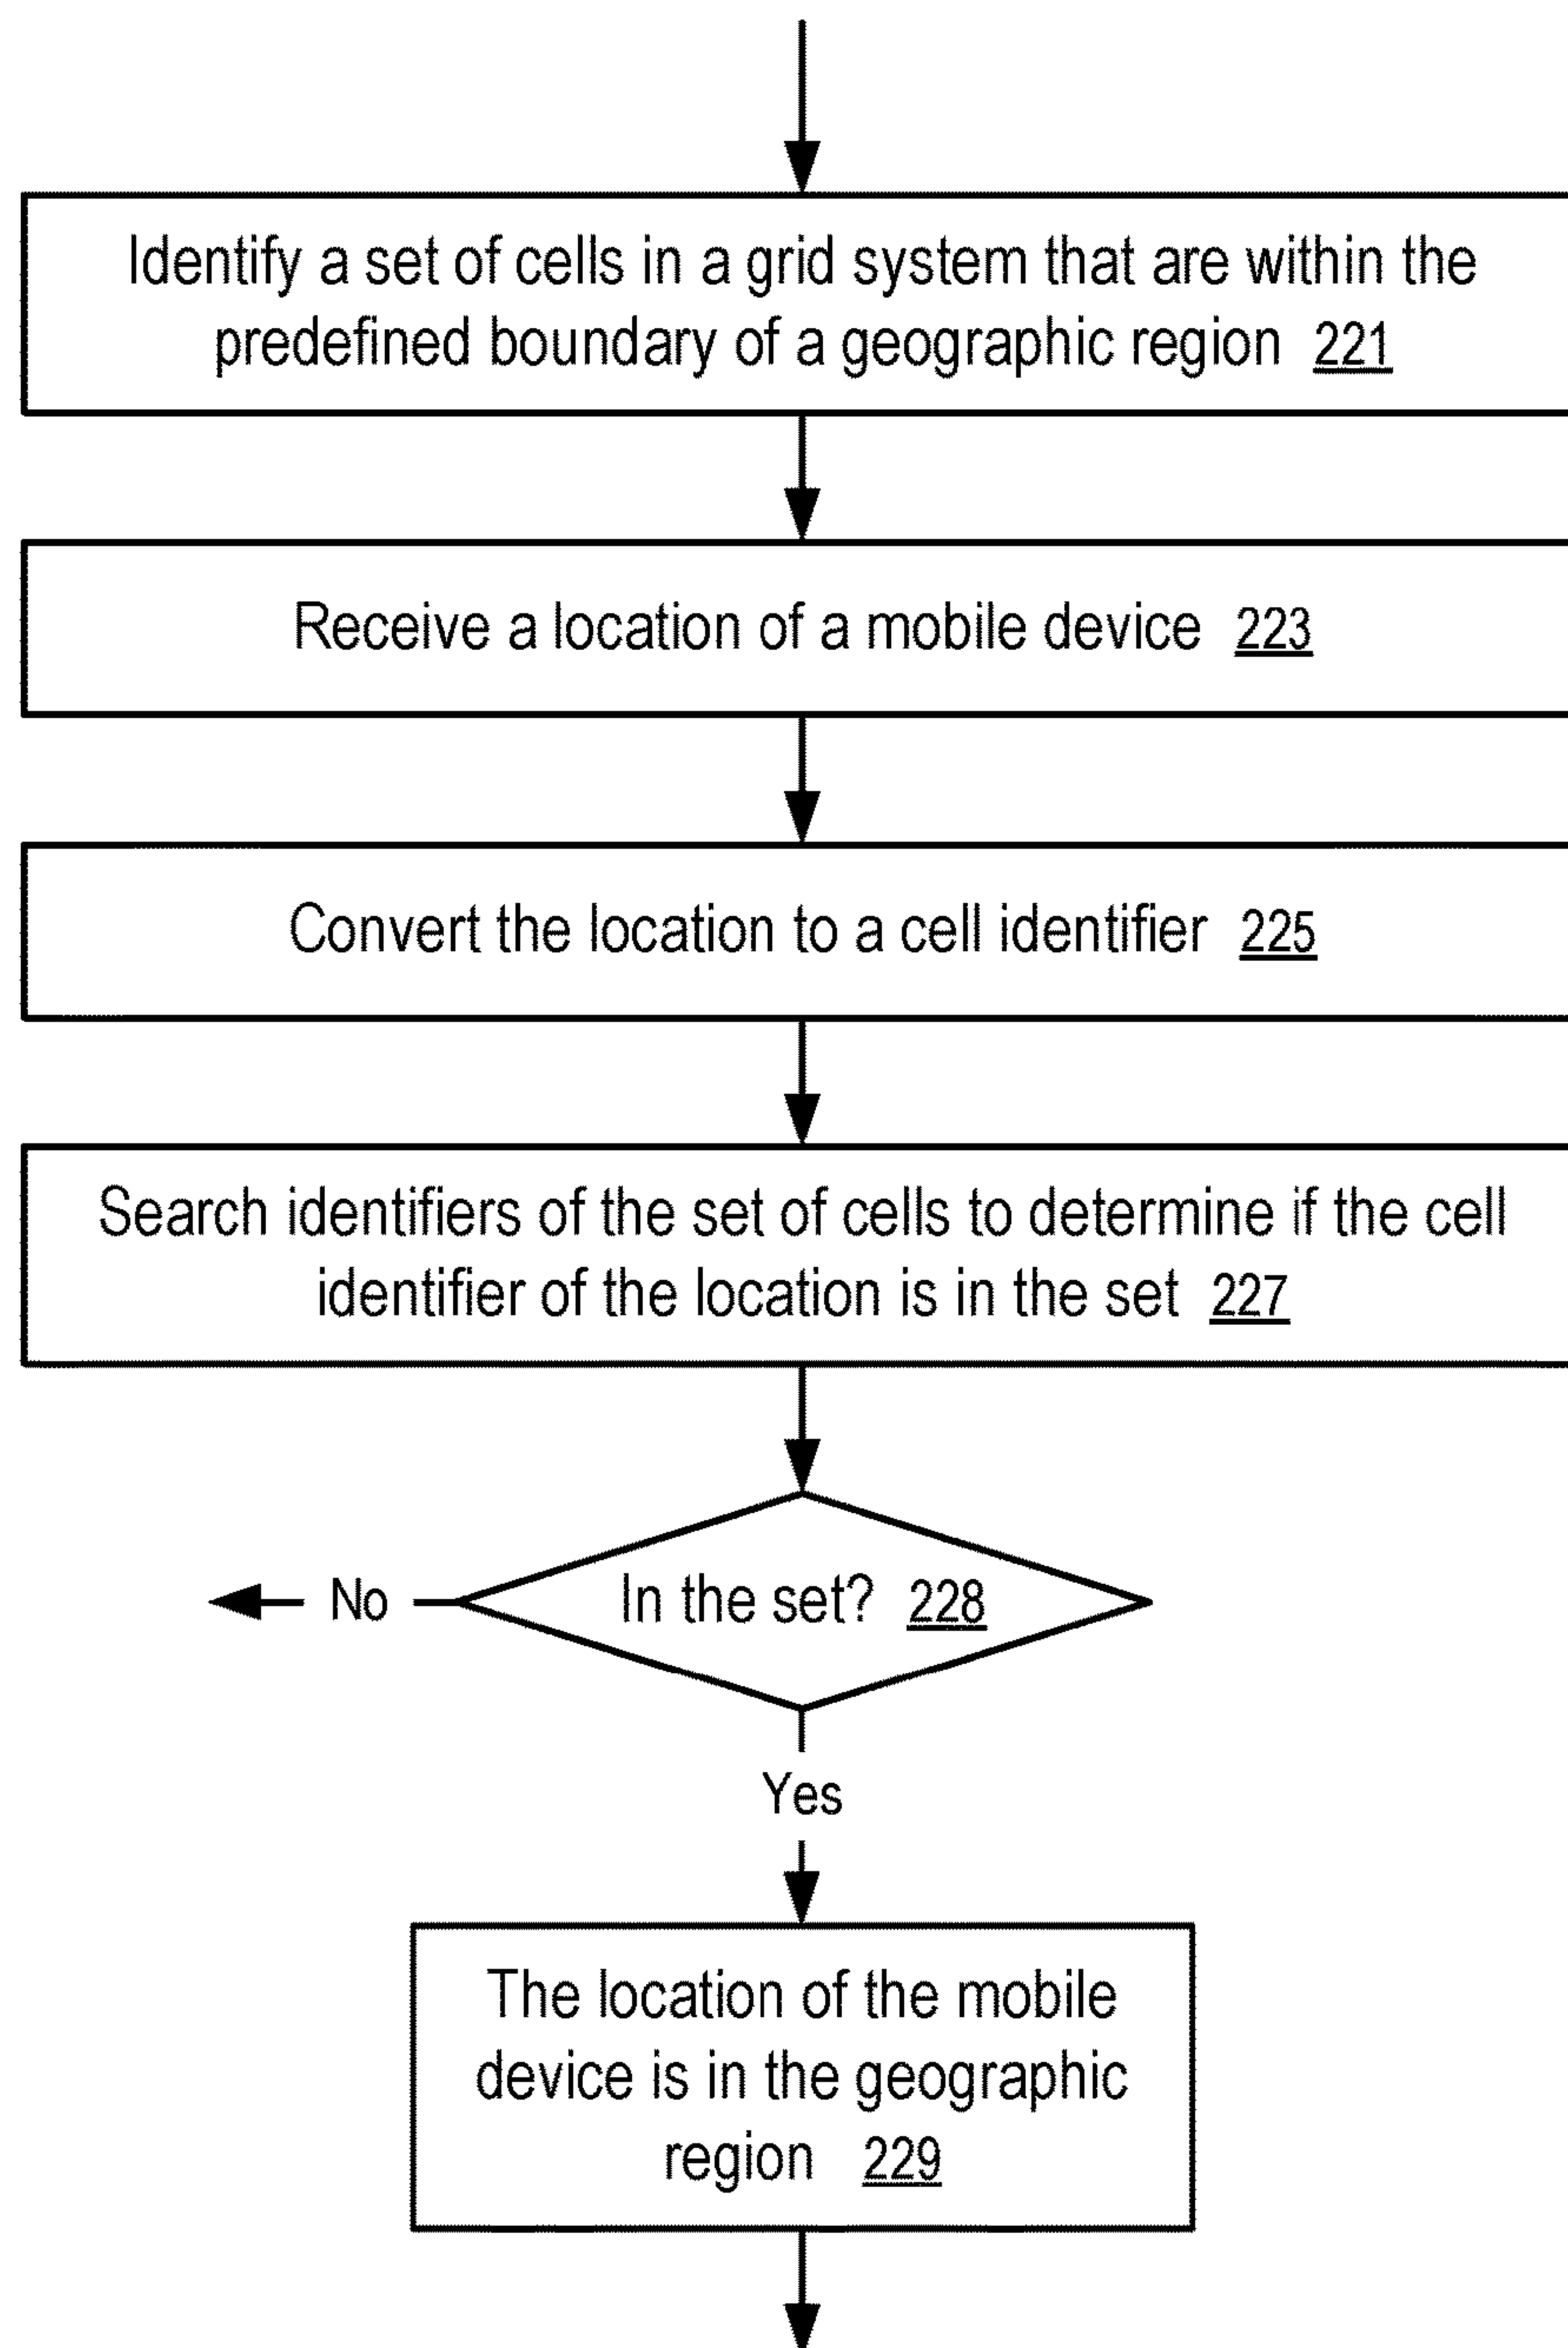 Identify a set of cells in a grid system that are within the
predefined boundary of a geographic region 221
Receive a location of a mobile device 223
Convert the location to a cell identifier 225
Search identifiers of the set of cells to determine if the cell
identifier of the location is in the set 227
No
In the set? 228
Yes
The location of the mobile
device is in the geographic
region 229